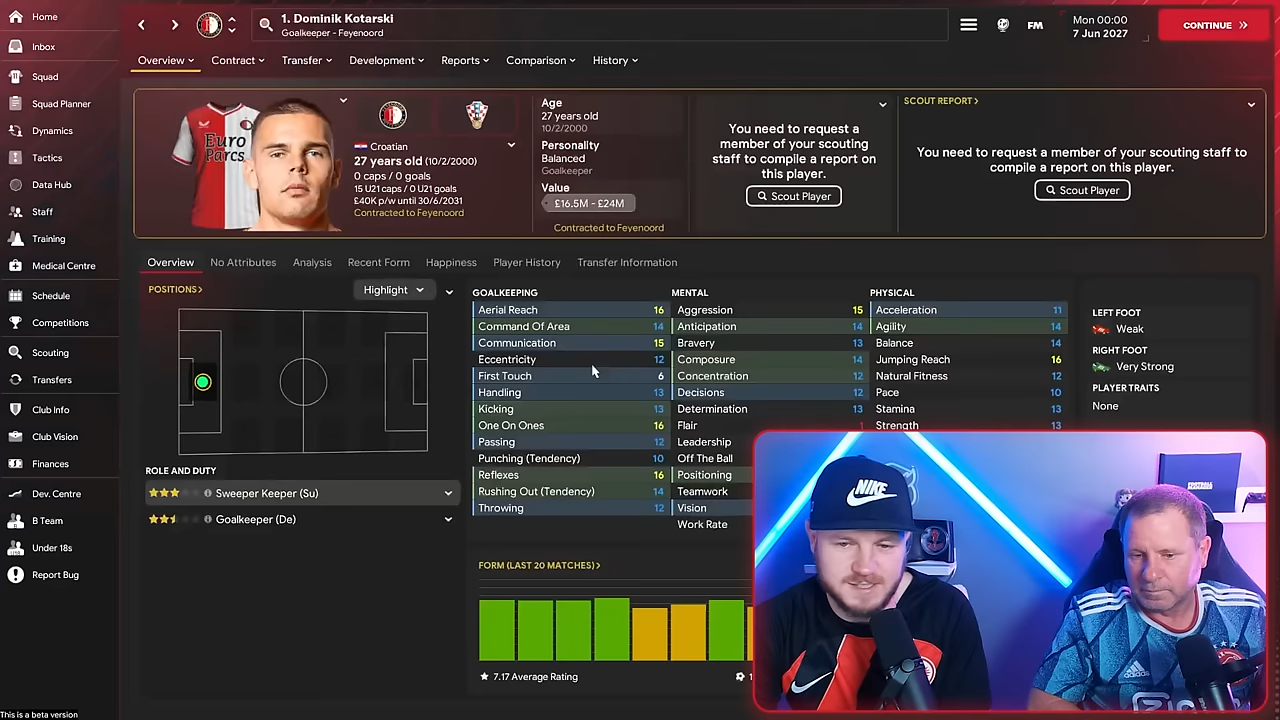 Home
Inbox
Squad
Squad Planner
Dynamics
Tactics
Data Hub
Staff
Training
Medical Centre
Schedule
Competitions
Scouting
Transfers
Club Info
Club Vision
Finances
Dev. Centre
B Team
Under 18s
Report Bug
This is a beta version
1. Dominik Kotarski
Goalkeeper - Feyenoord
FM
Mon 00:00
7 Jun 2027
CONTINUE
Overview
Contract
Transfer
Development
Reports
Comparison
History
Euro
Parcs
Croatian
27 years old (10/2/2000)
0 caps / 0 goals
15 U21 caps / 0 U21 goals
£40K p/w until 30/6/2031
Contracted to Feyenoord
Age
27 years old
10/2/2000
Personality
Balanced
Goalkeeper
Value
£16.5M - £24M
Contracted to Feyenoord
You need to request a
member of your scouting
staff to compile a report on
this player.
Scout Player
SCOUT REPORT
You need to request a member of your scouting staff to
compile a report on this player.
Scout Player
Overview
No Attributes
Analysis
Recent Form
Happiness
Player History
Transfer Information
POSITIONS
Highlight
ROLE AND DUTY
Sweeper Keeper (Su)
Goalkeeper (De)
GOALKEEPING
Aerial Reach 16
Command Of Area 14
Communication 15
Eccentricity 12
First Touch 6
Handling 13
Kicking 13
One On Ones 16
Passing 12
Punching (Tendency) 10
Reflexes 16
Rushing Out (Tendency) 14
Throwing 12
MENTAL
Aggression 15
Anticipation 14
Bravery 13
Composure 14
Concentration 12
Decisions 12
Determination 13
Flair 1
Leadership
Off The Ball
Positioning
Teamwork
Vision
Work Rate
PHYSICAL
Acceleration 11
Agility 14
Balance 14
Jumping Reach 16
Natural Fitness 12
Pace 10
Stamina 13
Strength 13
LEFT FOOT
Weak
RIGHT FOOT
Very Strong
PLAYER TRAITS
None
FORM (LAST 20 MATCHES)
7.17 Average Rating
NIKE
adidas